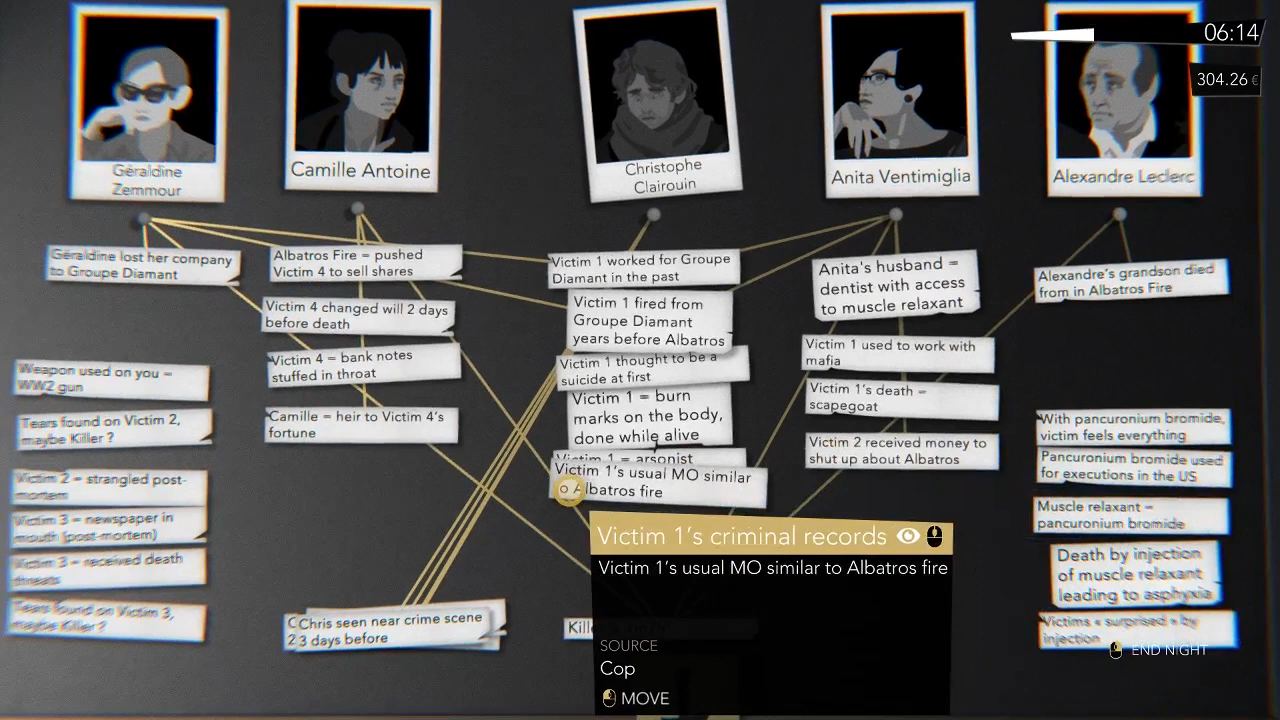 06:14
304.26 €
Géraldine
Zemmour
Camille Antoine
Christophe
Clairouin
Anita Ventimiglia
Alexandre Leclerc
Géraldine lost her company
to Groupe Diamant
Weapon used on you =
WW2 gun
Tears found on Victim 2,
maybe Killer ?
Victim 2 = strangled post-
mortem
Victim 3 = newspaper in
mouth (post-mortem)
Victim 3 = received death
threats
Tears found on Victim 3,
maybe Killer ?
Albatros Fire = pushed
Victim 4 to sell shares
Victim 4 changed will 2 days
before death
Victim 4 = bank notes
stuffed in throat
Camille = heir to Victim 4's
fortune
Chris seen near crime scene
3 days before
Victim 1 worked for Groupe
Diamant in the past
Victim 1 fired from
Groupe Diamant
years before Albatros
Victim 1 thought to be a
suicide at first
Victim 1 = burn
marks on the body,
done while alive
Victim 1 = arsonist
Victim 1's usual MO similar
o Albatros fire
Victim 1's criminal records
Victim 1's usual MO similar to Albatros fire
SOURCE
Cop
MOVE
Anita's husband =
dentist with access
to muscle relaxant
Victim 1 used to work with
mafia
Victim 1's death =
scapegoat
Victim 2 received money to
shut up about Albatros
Alexandre's grandson died
from in Albatros Fire
With pancuronium bromide,
victim feels everything
Pancuronium bromide used
for executions in the US
Muscle relaxant =
pancuronium bromide
Death by injection
of muscle relaxant
leading to asphyxia
Victims « surprised » by
injection
END NIGHT